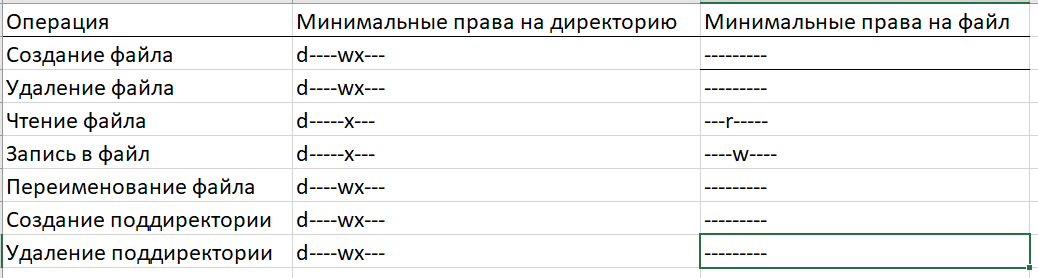 Операция Минимальные права на директорию Минимальные права на файл
Создание файла d----wx--- ---------
Удаление файла d----wx--- ---------
Чтение файла d-----x--- ---r-----
Запись в файл d-----x--- ----w----
Переименование файла d----wx--- ---------
Создание поддиректории d----wx--- ---------
Удаление поддиректории d----wx--- ---------